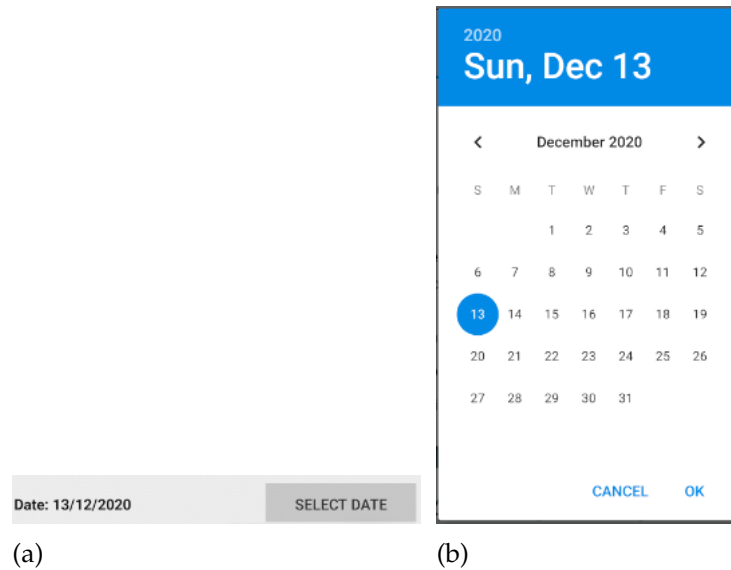 Date: 13/12/2020 SELECT DATE
(a)
2020
Sun, Dec 13
< December 2020 >
S M T W T F S
1 2 3 4 5
6 7 8 9 10 11 12
13 14 15 16 17 18 19
20 21 22 23 24 25 26
27 28 29 30 31
CANCEL OK
(b)